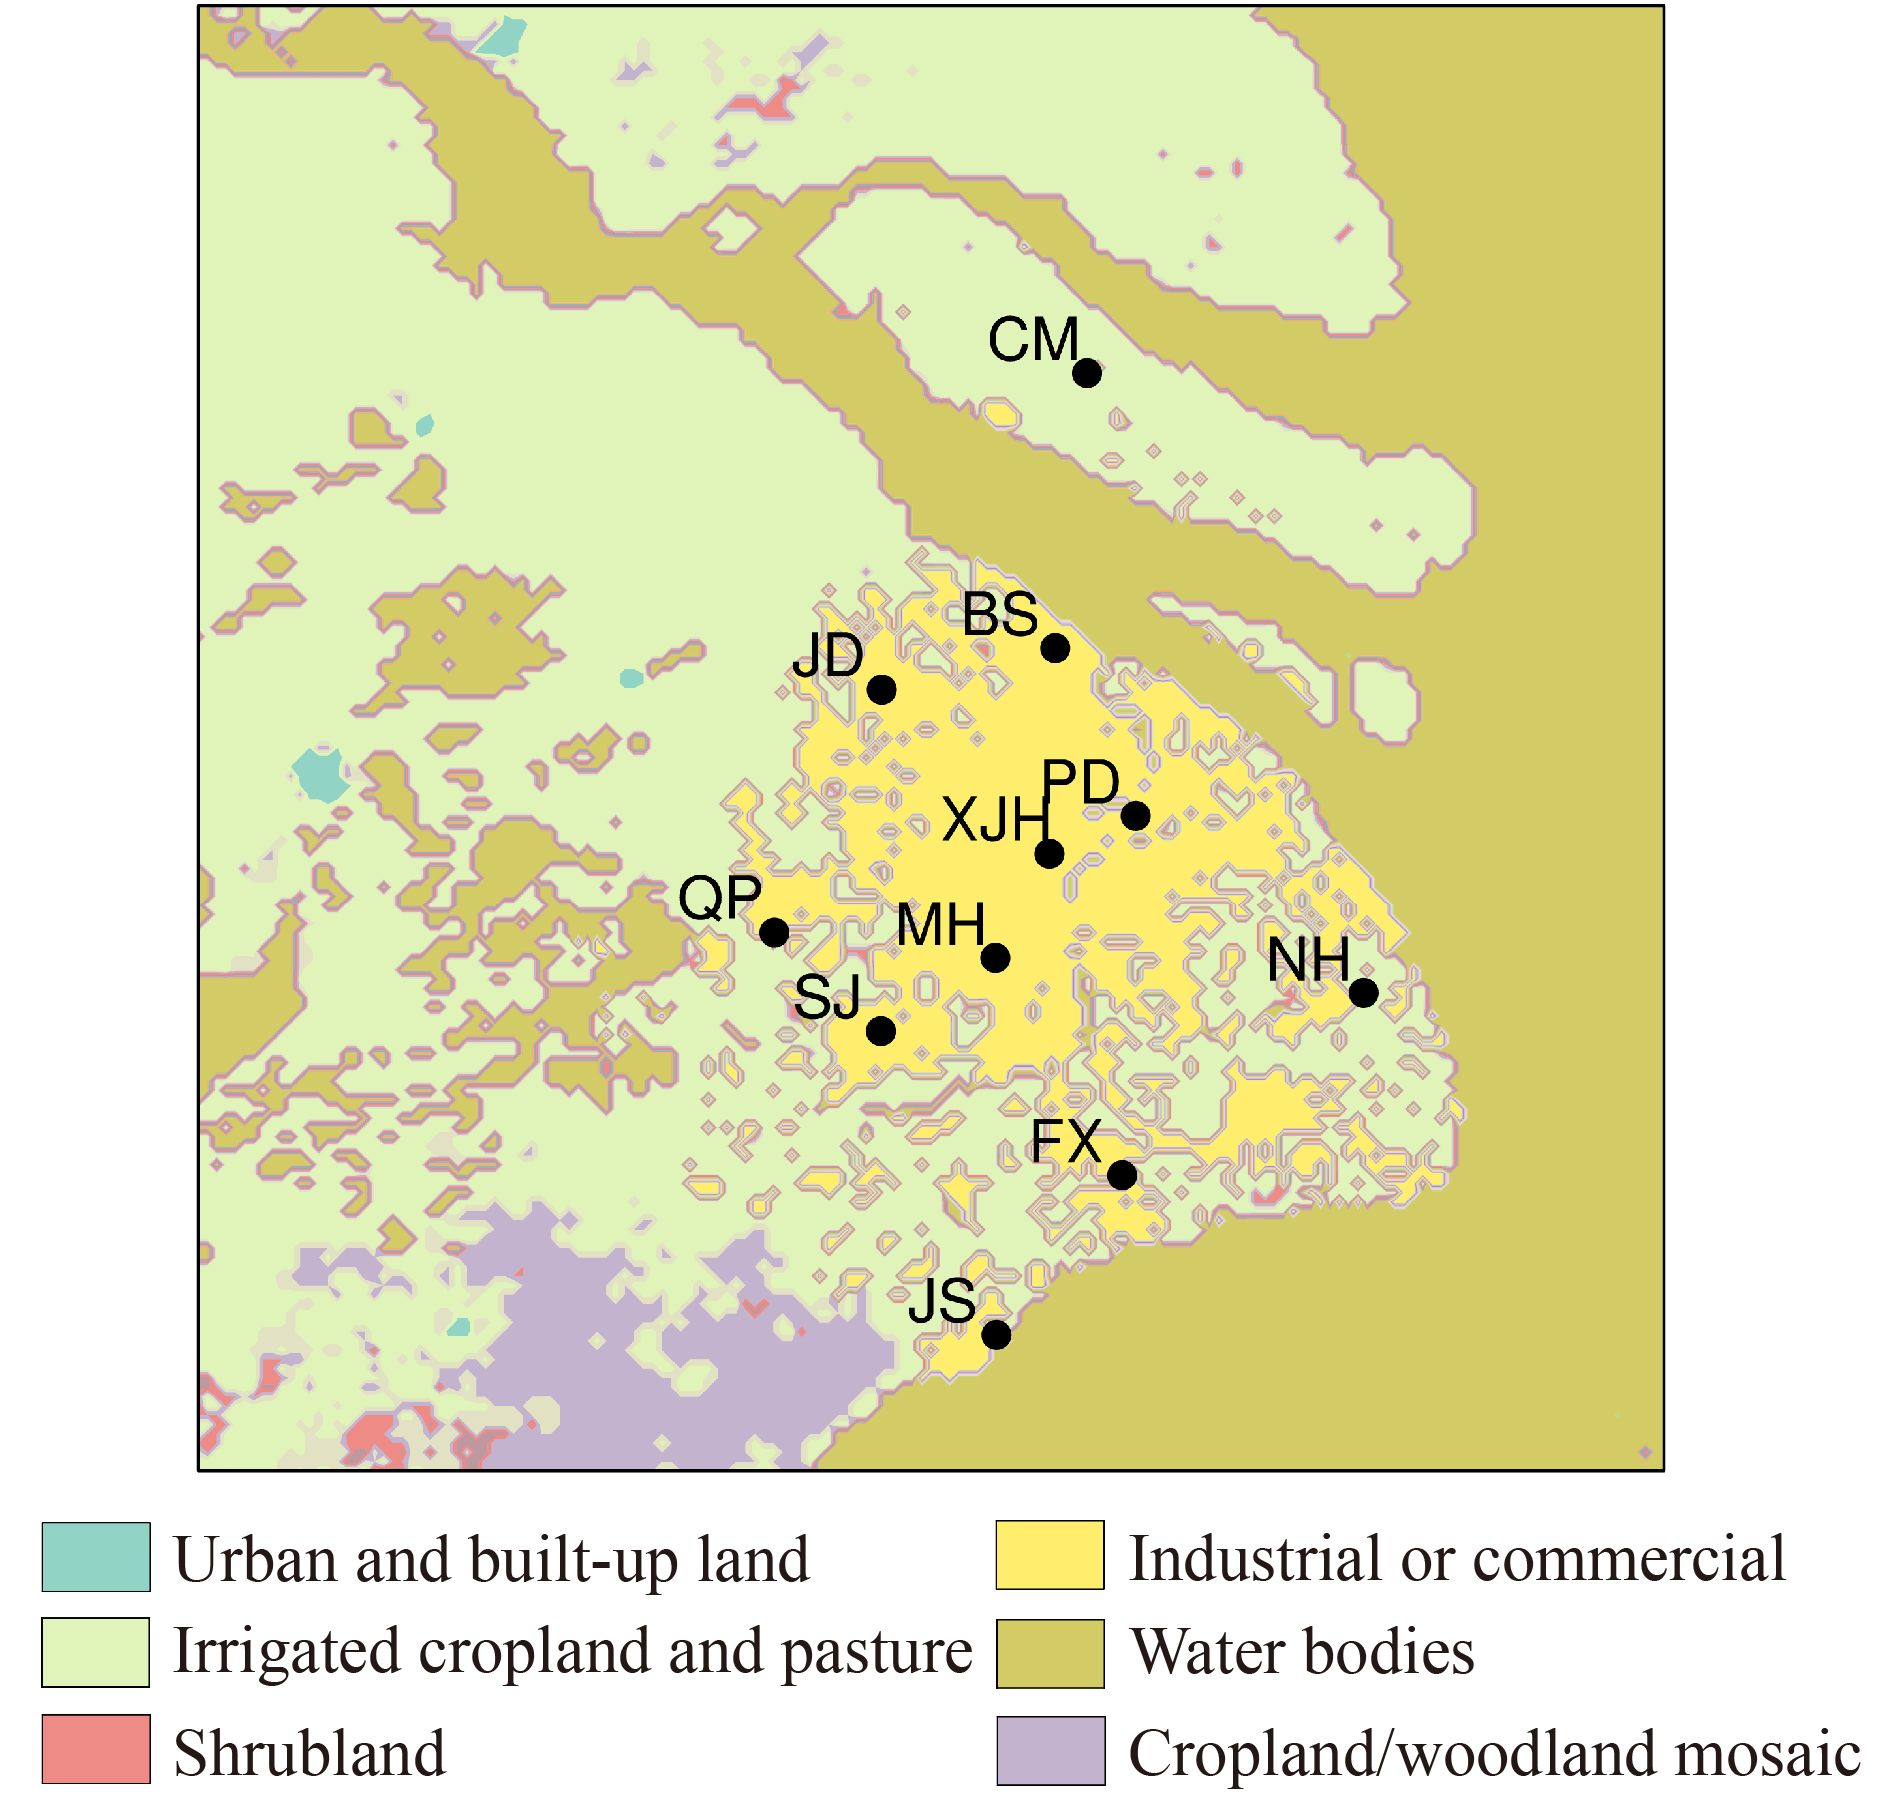 CM
BS
JD
PD
XJH
QP
MH
NH
SJ
FX
JS
Urban and built-up land
Industrial or commercial
Irrigated cropland and pasture
Water bodies
Shrubland
Cropland/woodland mosaic